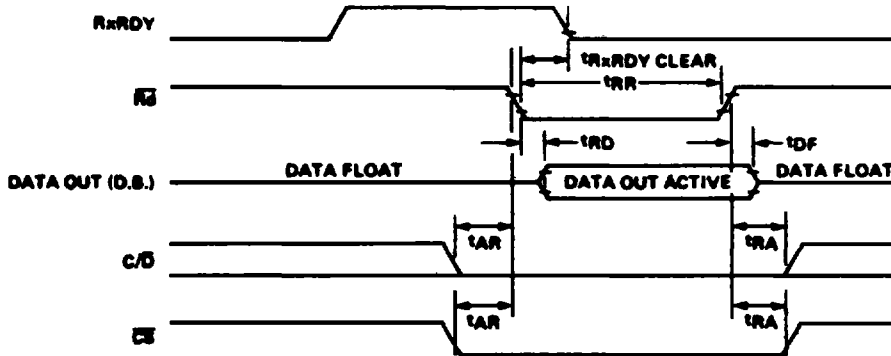 RxRDY
tRxRDY CLEAR
tRR
Rd
tRD
tDF
DATA OUT (D.B.)
DATA FLOAT
DATA OUT ACTIVE
DATA FLOAT
tAR
tRA
C/D
tAR
tRA
CS